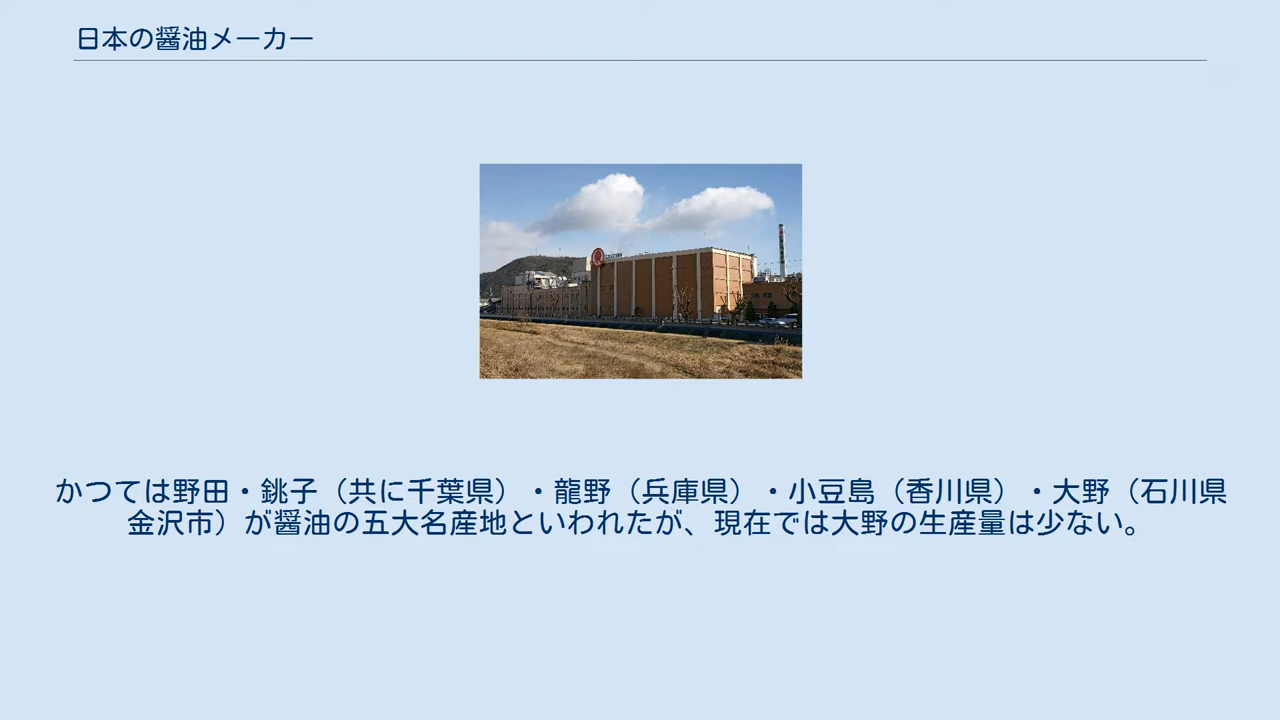 日本の醤油メーカー
かつては野田・銚子（共に千葉県）・龍野（兵庫県）・小豆島（香川県）・大野（石川県
金沢市）が醤油の五大名産地といわれたが、現在では大野の生産量は少ない。